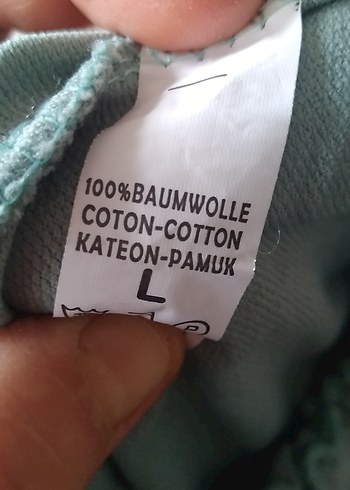 100%BAUMWOLLE
COTON-COTTON
KATEON-PAMUK
L
P